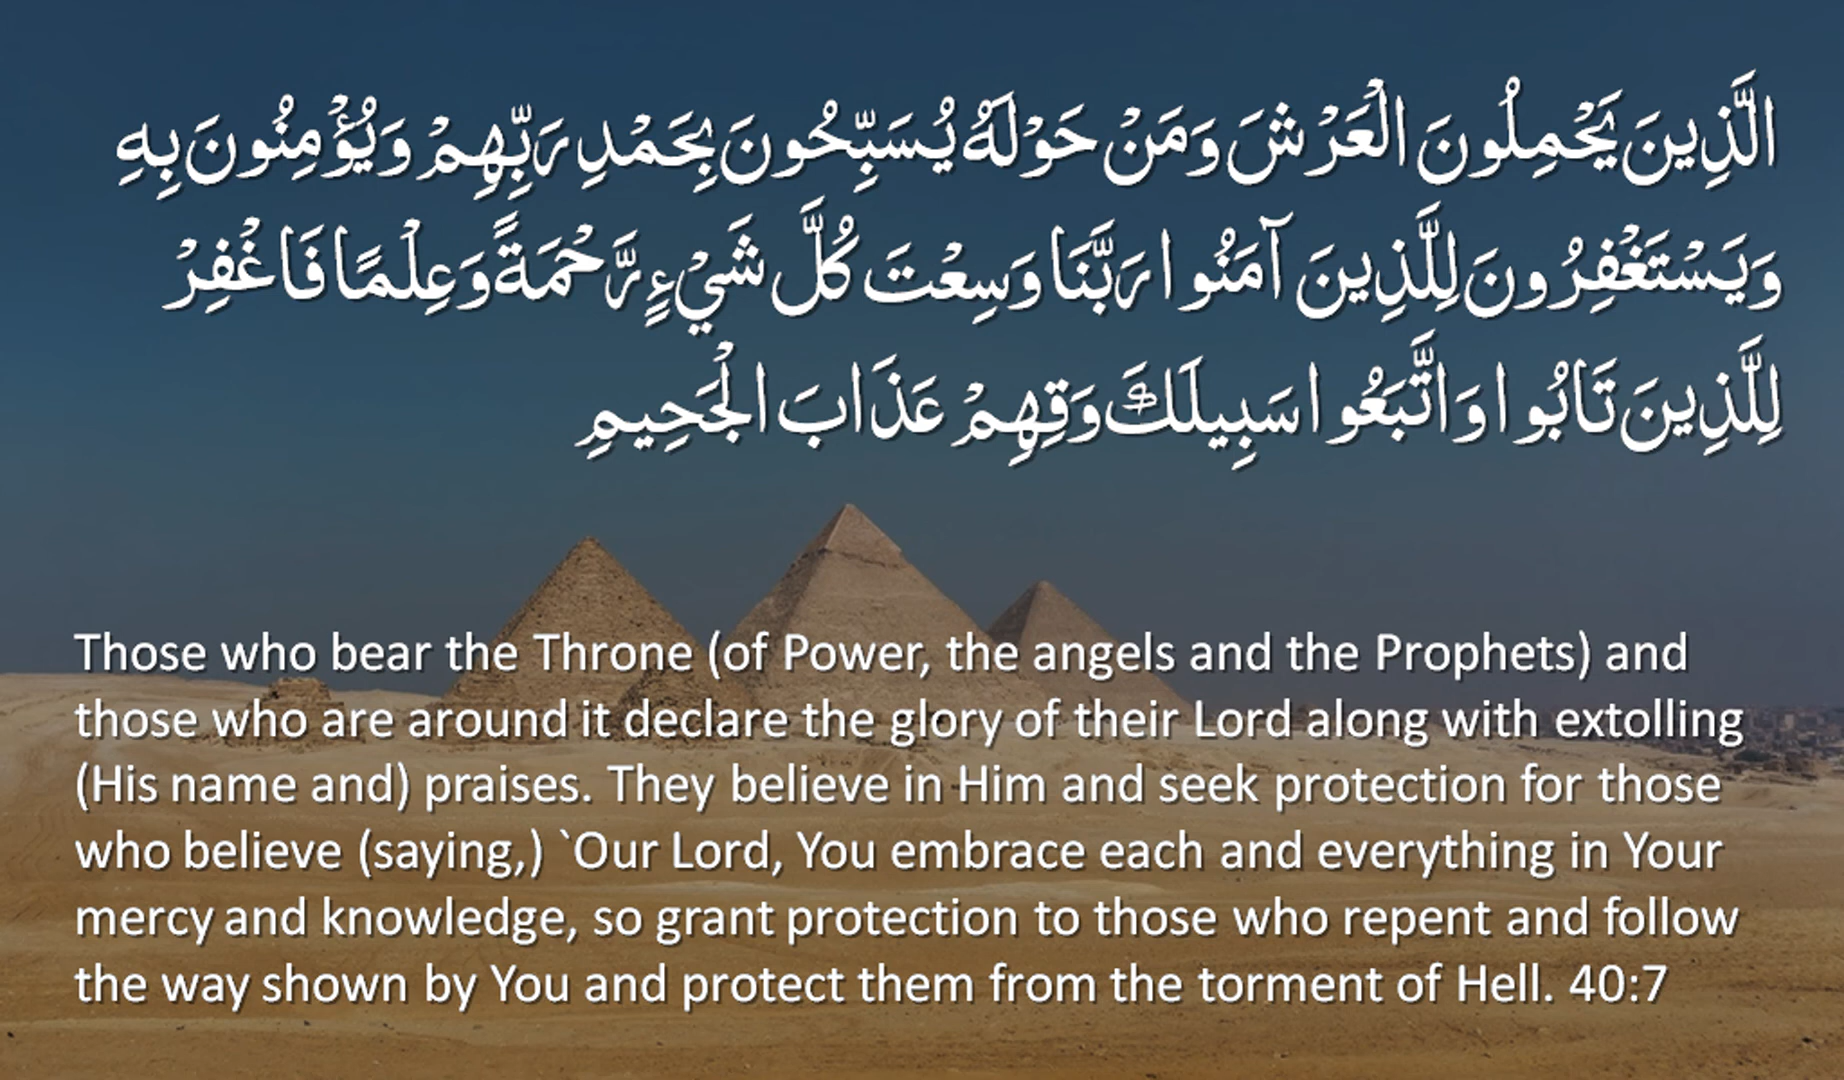 الَّذِينَ يَحْمِلُونَ الْعَرْشَ وَمَنْ حَوْلَهُ يُسَبِّحُونَ بِحَمْدِ رَبِّهِمْ وَيُؤْمِنُونَ بِهِ
وَيَسْتَغْفِرُونَ لِلَّذِينَ آمَنُوا رَبَّنَا وَسِعْتَ كُلَّ شَيْءٍ رَّحْمَةً وَعِلْمًا فَاغْفِرْ
لِلَّذِينَ تَابُوا وَاتَّبَعُوا سَبِيلَكَ وَقِهِمْ عَذَابَ الْجَحِيمِ
Those who bear the Throne (of Power, the angels and the Prophets) and
those who are around it declare the glory of their Lord along with extolling
(His name and) praises. They believe in Him and seek protection for those
who believe (saying,) `Our Lord, You embrace each and everything in Your
mercy and knowledge, so grant protection to those who repent and follow
the way shown by You and protect them from the torment of Hell. 40:7